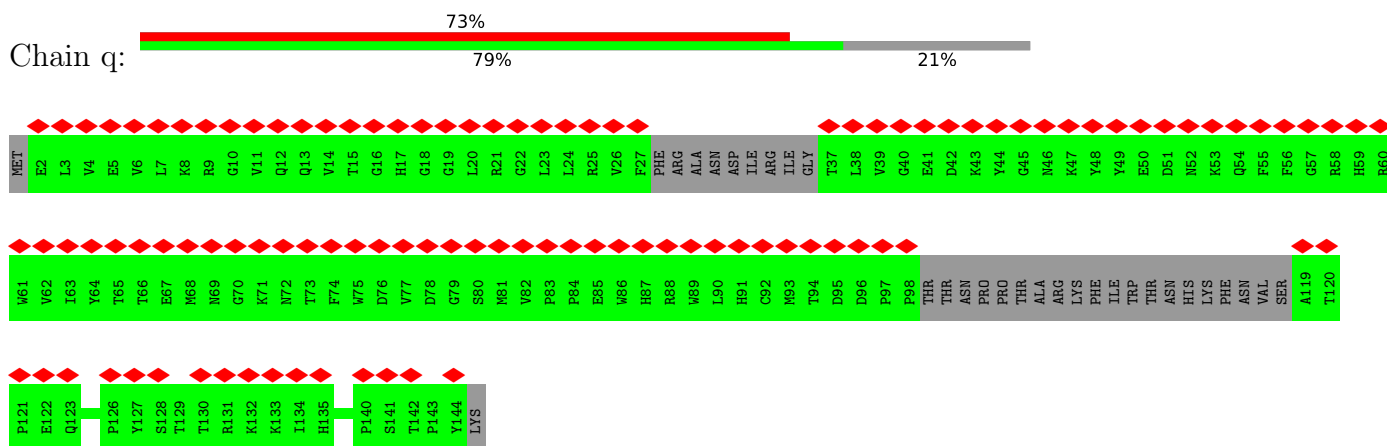 73%
Chain q:
79% 21%
MET E2 L3 V4 E5 V6 L7 K8 R9 G10 V11 Q12 Q13 V14 T15 G16 H17 G18 G19 L20 R21 G22 L23 L24 R25 V26 F27 PHE ARG ALA ASN ASP ILE ARG ILE GLY T37 L38 V39 G40 E41 D42 K43 Y44 G45 N46 K47 Y48 Y49 E50 D51 N52 K53 Q54 F55 F56 G57 R58 H59 R60
W61 V62 I63 Y64 T65 T66 E67 M68 N69 G70 K71 N72 T73 F74 W75 D76 V77 D78 G79 S80 M81 V82 P83 P84 E85 W86 H87 R88 W89 L90 H91 C92 M93 T94 D95 D96 P97 P98 THR THR ASN PRO PRO THR ALA ARG LYS PHE ILE TRP THR ASN HIS LYS PHE ASN VAL SER A119 T120
P121 E122 Q123 P126 Y127 S128 T129 T130 R131 K132 K133 I134 H135 P140 S141 T142 P143 Y144 LYS